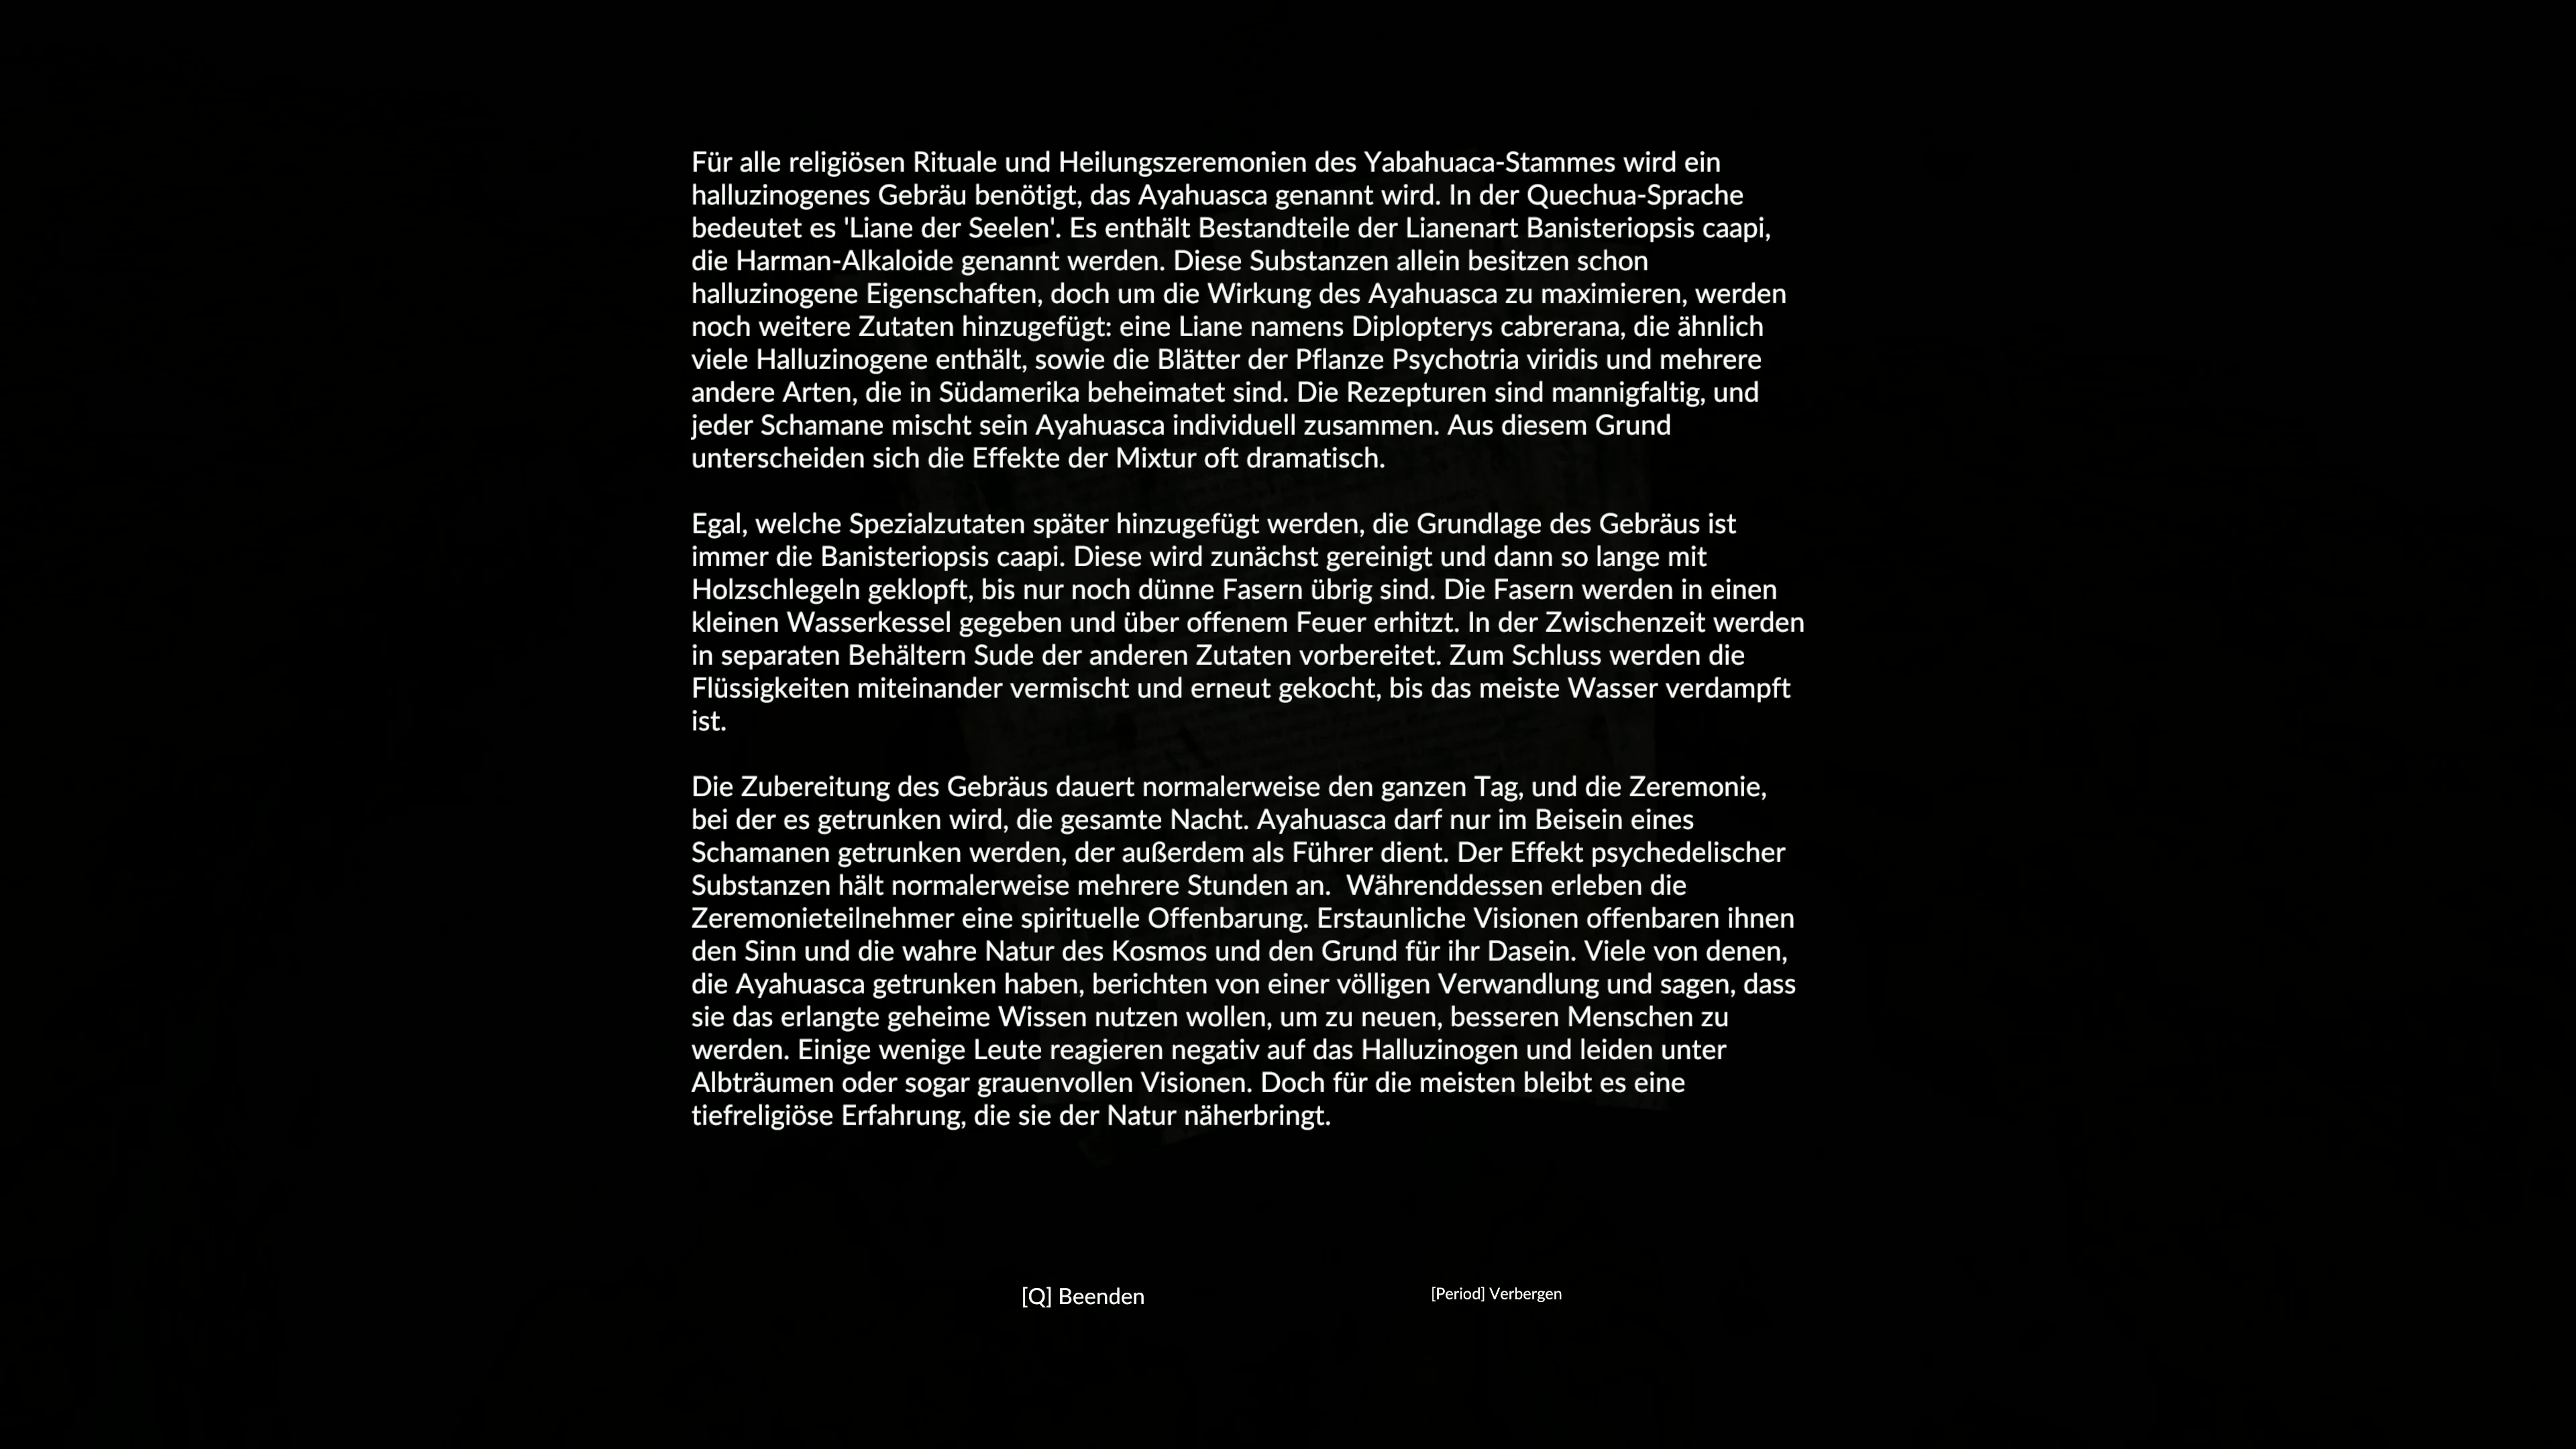 Für alle religiösen Rituale und Heilungszeremonien des Yabahuaca-Stammes wird ein
halluzinogenes Gebräu benötigt, das Ayahuasca genannt wird. In der Quechua-Sprache
bedeutet es 'Liane der Seelen'. Es enthält Bestandteile der Lianenart Banisteriopsis caapi,
die Harman-Alkaloide genannt werden. Diese Substanzen allein besitzen schon
halluzinogene Eigenschaften, doch um die Wirkung des Ayahuasca zu maximieren, werden
noch weitere Zutaten hinzugefügt: eine Liane namens Diplopterys cabrerana, die ähnlich
viele Halluzinogene enthält, sowie die Blätter der Pflanze Psychotria viridis und mehrere
andere Arten, die in Südamerika beheimatet sind. Die Rezepturen sind mannigfaltig, und
jeder Schamane mischt sein Ayahuasca individuell zusammen. Aus diesem Grund
unterscheiden sich die Effekte der Mixtur oft dramatisch.
Egal, welche Spezialzutaten später hinzugefügt werden, die Grundlage des Gebräus ist
immer die Banisteriopsis caapi. Diese wird zunächst gereinigt und dann so lange mit
Holzschlegeln geklopft, bis nur noch dünne Fasern übrig sind. Die Fasern werden in einen
kleinen Wasserkessel gegeben und über offenem Feuer erhitzt. In der Zwischenzeit werden
in separaten Behältern Sude der anderen Zutaten vorbereitet. Zum Schluss werden die
Flüssigkeiten miteinander vermischt und erneut gekocht, bis das meiste Wasser verdampft
ist.
Die Zubereitung des Gebräus dauert normalerweise den ganzen Tag, und die Zeremonie,
bei der es getrunken wird, die gesamte Nacht. Ayahuasca darf nur im Beisein eines
Schamanen getrunken werden, der außerdem als Führer dient. Der Effekt psychedelischer
Substanzen hält normalerweise mehrere Stunden an.  Währenddessen erleben die
Zeremonieteilnehmer eine spirituelle Offenbarung. Erstaunliche Visionen offenbaren ihnen
den Sinn und die wahre Natur des Kosmos und den Grund für ihr Dasein. Viele von denen,
die Ayahuasca getrunken haben, berichten von einer völligen Verwandlung und sagen, dass
sie das erlangte geheime Wissen nutzen wollen, um zu neuen, besseren Menschen zu
werden. Einige wenige Leute reagieren negativ auf das Halluzinogen und leiden unter
Albträumen oder sogar grauenvollen Visionen. Doch für die meisten bleibt es eine
tiefreligiöse Erfahrung, die sie der Natur näherbringt.
[Q] Beenden
[Period] Verbergen